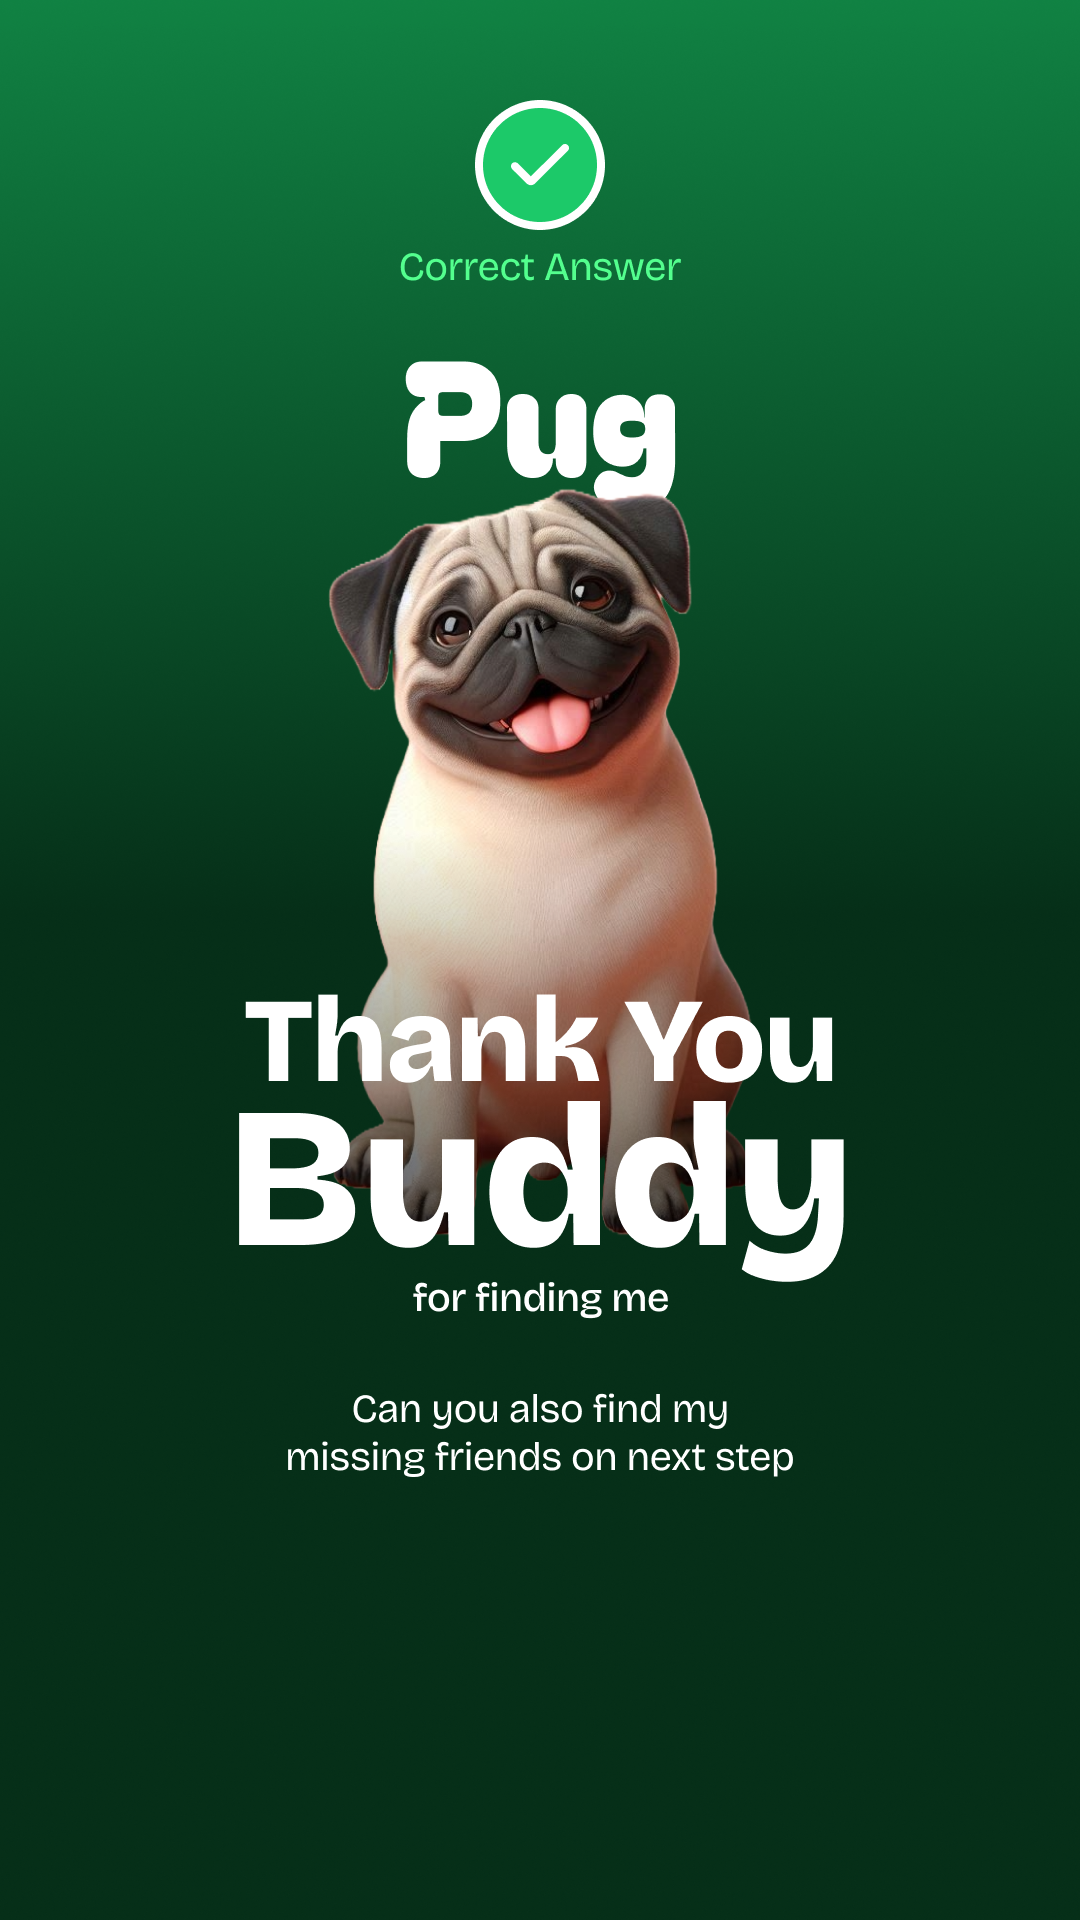 Correct Answer
Pug
Thank You
Buddy
for finding me
Can you also find my
missing friends on next step